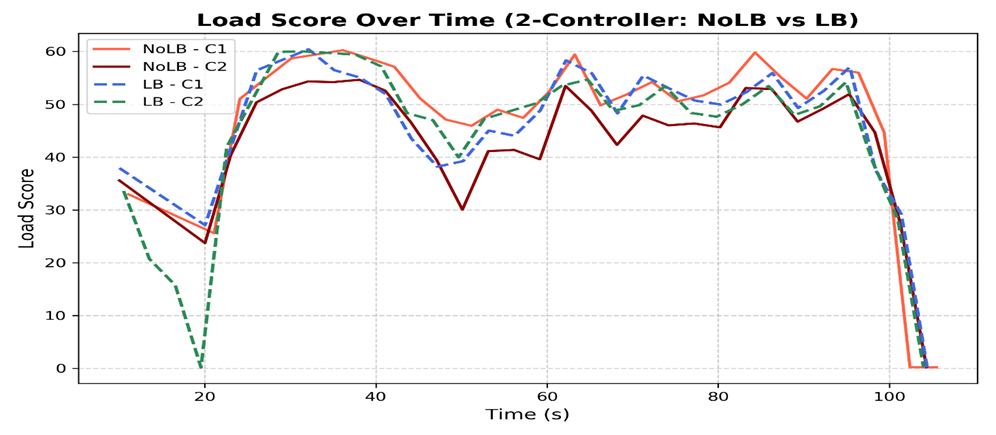 Load Score Over Time (2-Controller: NoLB vs LB)
NoLB - C1
NoLB - C2
LB - C1
LB - C2
Load Score
60
50
40
30
20
10
0
20 40 60 80 100
Time (s)